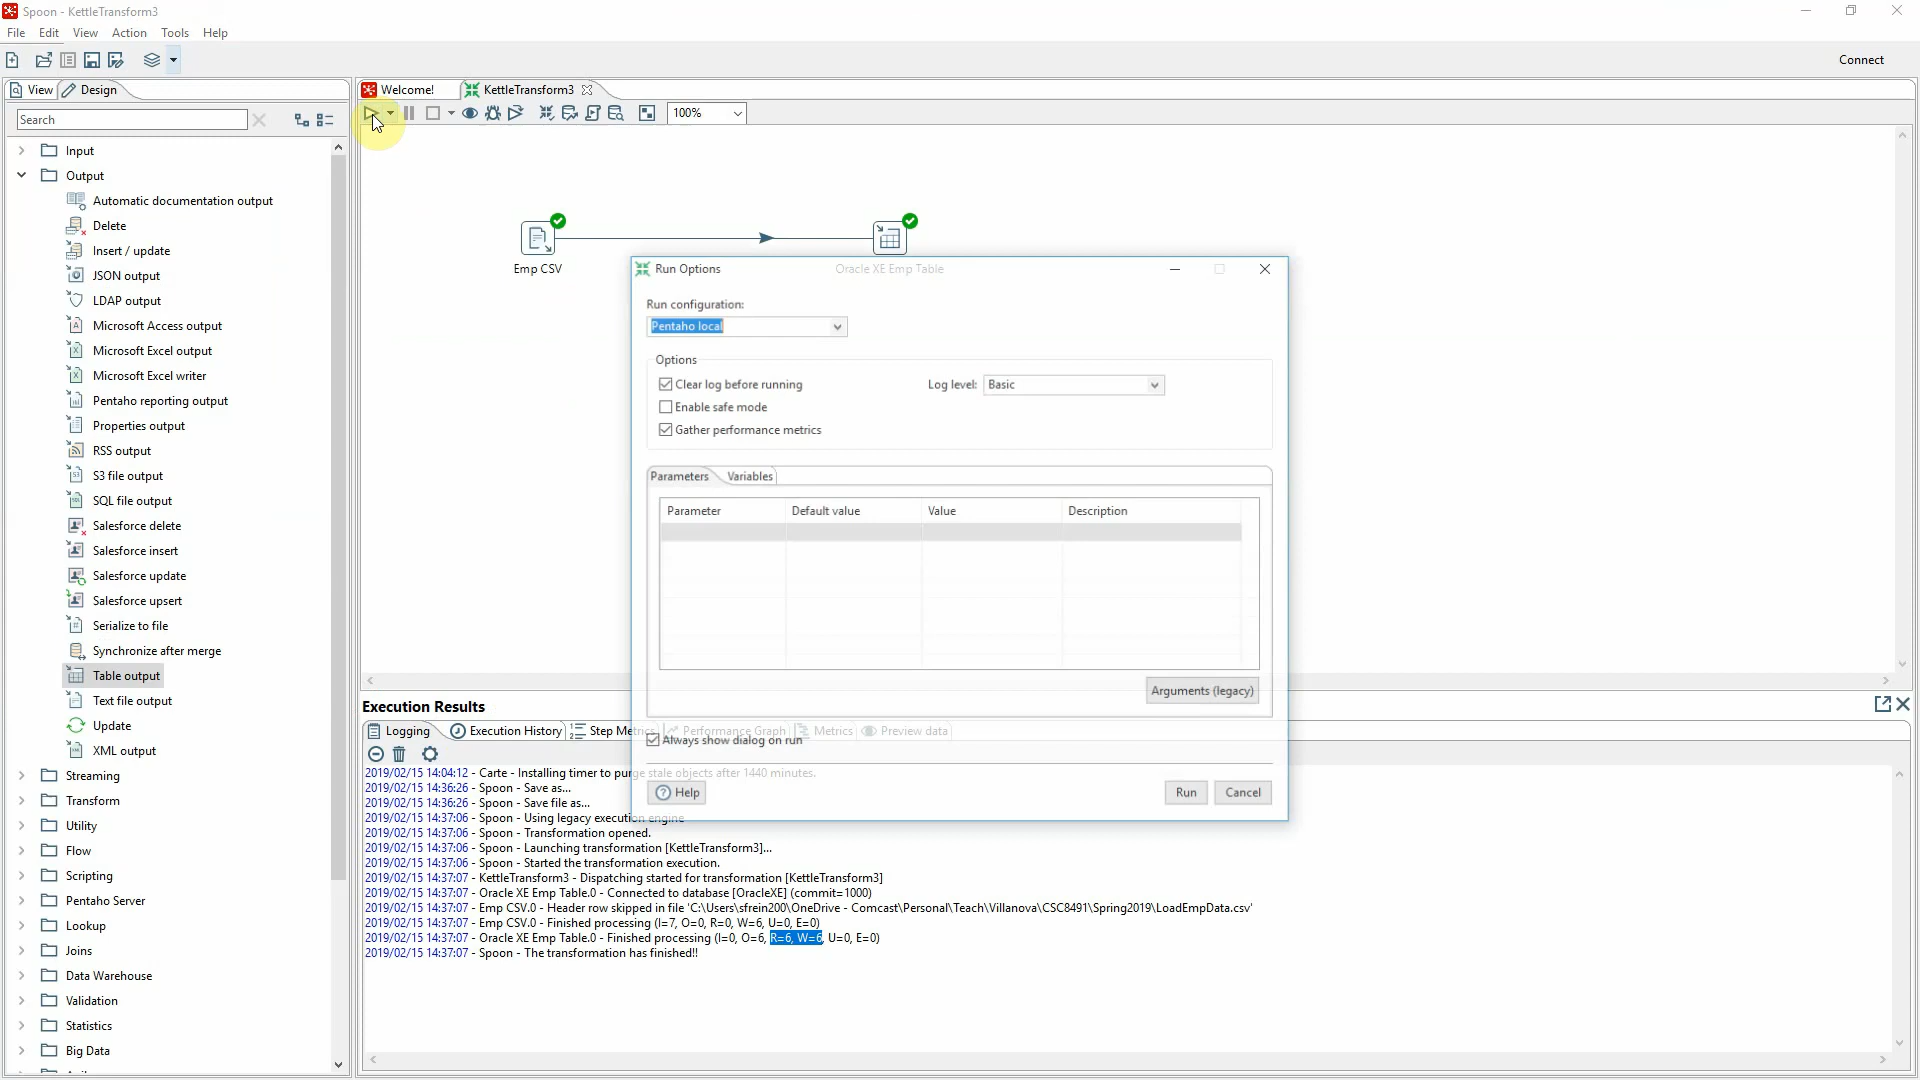 Spoon - KettleTransform3
File Edit View Action Tools Help
Connect
View Design
Welcome! KettleTransform3
Search
100%
Input
Output
Automatic documentation output
Delete
Insert / update
JSON output
LDAP output
Microsoft Access output
Microsoft Excel output
Microsoft Excel writer
Pentaho reporting output
Properties output
RSS output
S3 file output
SQL file output
Salesforce delete
Salesforce insert
Salesforce update
Salesforce upsert
Serialize to file
Synchronize after merge
Table output
Text file output
Update
XML output
Streaming
Transform
Utility
Flow
Scripting
Pentaho Server
Lookup
Joins
Data Warehouse
Validation
Statistics
Big Data
Emp CSV
Oracle XE Emp Table
Run Options
Run configuration:
Pentaho local
Options
Clear log before running
Log level: Basic
Enable safe mode
Gather performance metrics
Parameters Variables
Parameter Default value Value Description
Arguments (legacy)
Always show dialog on run
Help Run Cancel
Execution Results
Logging Execution History Step Metrics Performance Graph Metrics Preview data
2019/02/15 14:04:12 - Carte - Installing timer to purge stale objects after 1440 minutes.
2019/02/15 14:36:26 - Spoon - Save as...
2019/02/15 14:36:26 - Spoon - Save file as...
2019/02/15 14:37:06 - Spoon - Using legacy execution engine
2019/02/15 14:37:06 - Spoon - Transformation opened.
2019/02/15 14:37:06 - Spoon - Launching transformation [KettleTransform3]...
2019/02/15 14:37:06 - Spoon - Started the transformation execution.
2019/02/15 14:37:07 - KettleTransform3 - Dispatching started for transformation [KettleTransform3]
2019/02/15 14:37:07 - Oracle XE Emp Table.0 - Connected to database [OracleXE] (commit=1000)
2019/02/15 14:37:07 - Emp CSV.0 - Header row skipped in file 'C:\Users\sfrein200\OneDrive - Comcast\Personal\Teach\Villanova\CSC8491\Spring2019\LoadEmpData.csv'
2019/02/15 14:37:07 - Emp CSV.0 - Finished processing (I=7, O=0, R=0, W=6, U=0, E=0)
2019/02/15 14:37:07 - Oracle XE Emp Table.0 - Finished processing (I=0, O=6, R=6, W=6, U=0, E=0)
2019/02/15 14:37:07 - Spoon - The transformation has finished!!